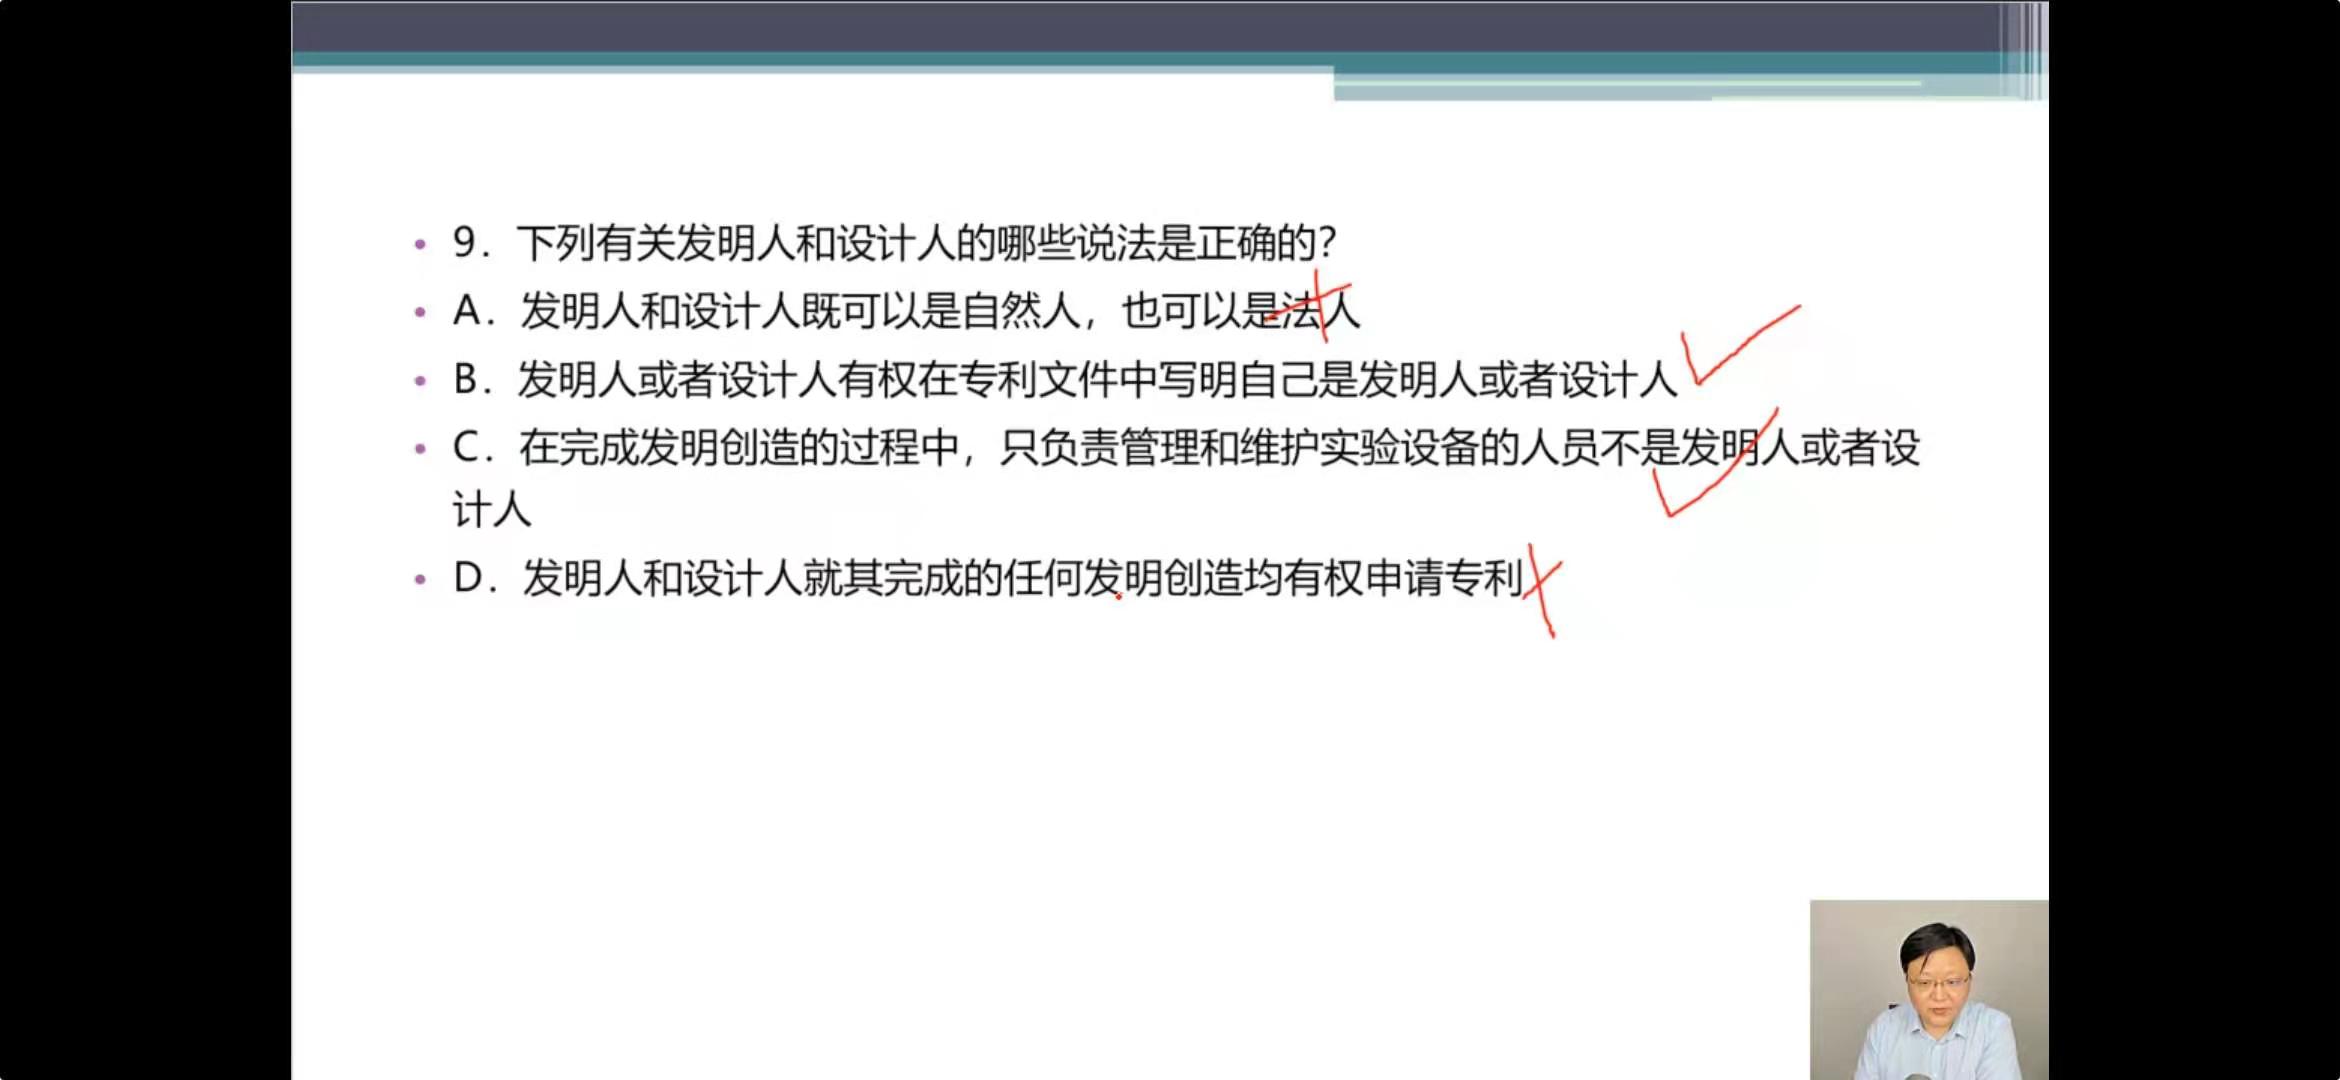 9．下列有关发明人和设计人的哪些说法是正确的？
A．发明人和设计人既可以是自然人，也可以是法人
B．发明人或者设计人有权在专利文件中写明自己是发明人或者设计人
C．在完成发明创造的过程中，只负责管理和维护实验设备的人员不是发明人或者设
计人
D．发明人和设计人就其完成的任何发明创造均有权申请专利